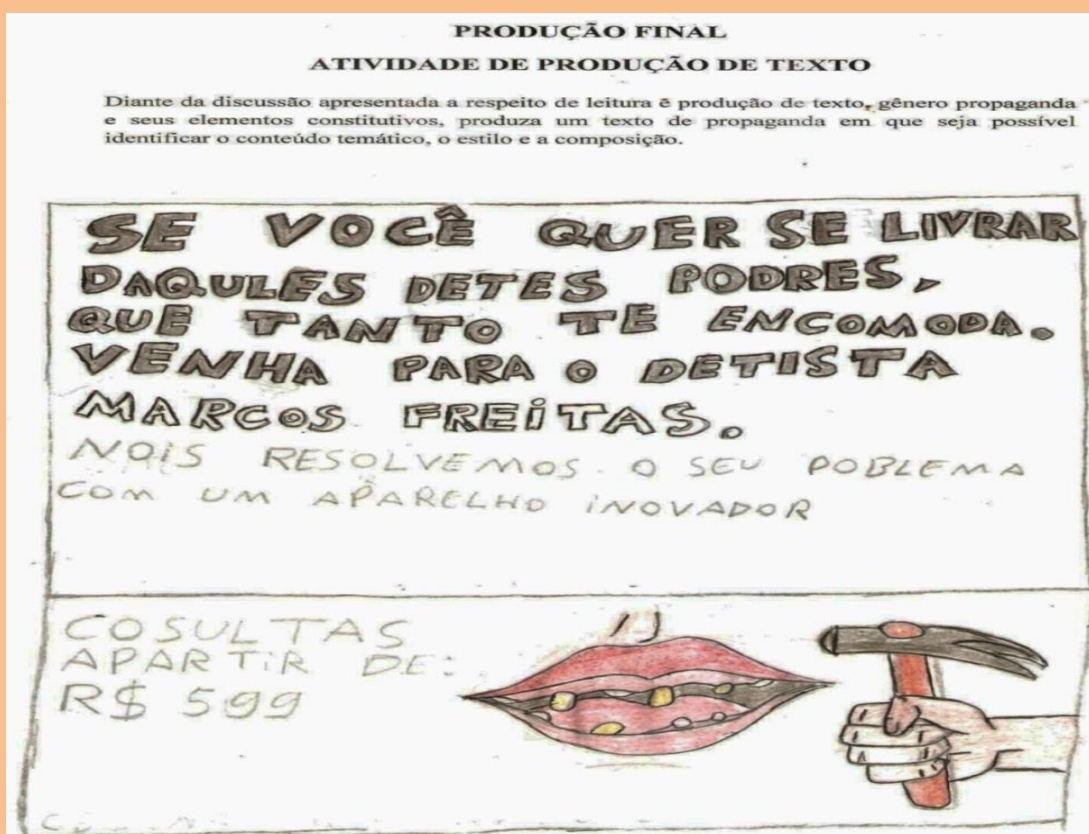 PRODUÇÃO FINAL
ATIVIDADE DE PRODUÇÃO DE TEXTO
Diante da discussão apresentada a respeito de leitura e produção de texto, gênero propaganda
e seus elementos constitutivos, produza um texto de propaganda em que seja possível
identificar o conteúdo temático, o estilo e a composição.
SE VOCÊ QUER SE LIVRAR
DAQULES DETES PODRES,
QUE TANTO TE ENCOMODA.
VENHA PARA O DETISTA
MARCOS FREITAS.
NOIS RESOLVEMOS O SEU POBLEMA
COM UM APARELHO INOVADOR
COSULTAS
APARTIR DE:
R$ 599